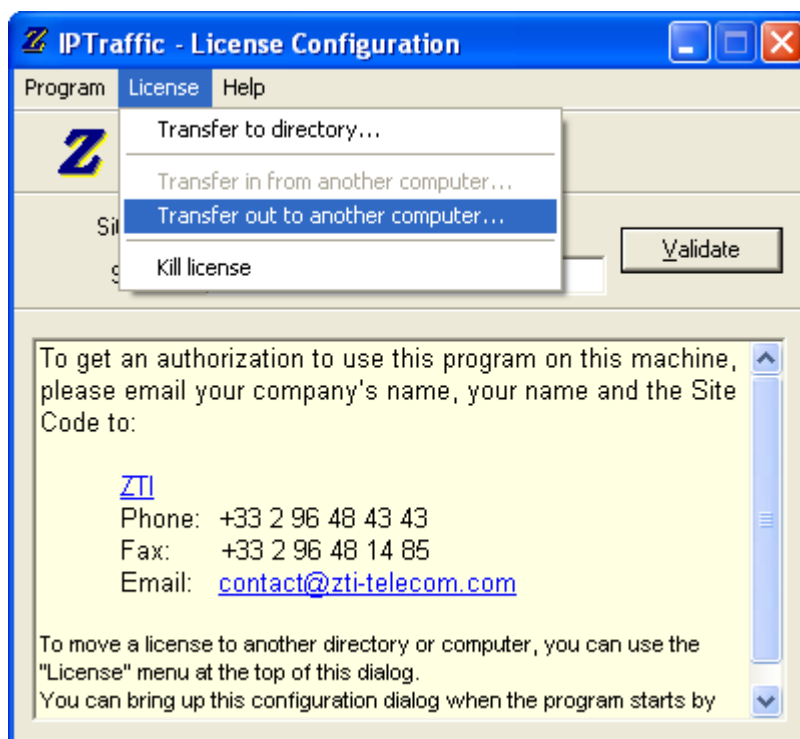 IPTraffic - License Configuration
Program License Help
Transfer to directory...
Transfer in from another computer...
Transfer out to another computer...
Kill license
Validate
To get an authorization to use this program on this machine,
please email your company's name, your name and the Site
Code to:
ZTI
Phone: +33 2 96 48 43 43
Fax: +33 2 96 48 14 85
Email: contact@zti-telecom.com
To move a license to another directory or computer, you can use the
"License" menu at the top of this dialog.
You can bring up this configuration dialog when the program starts by